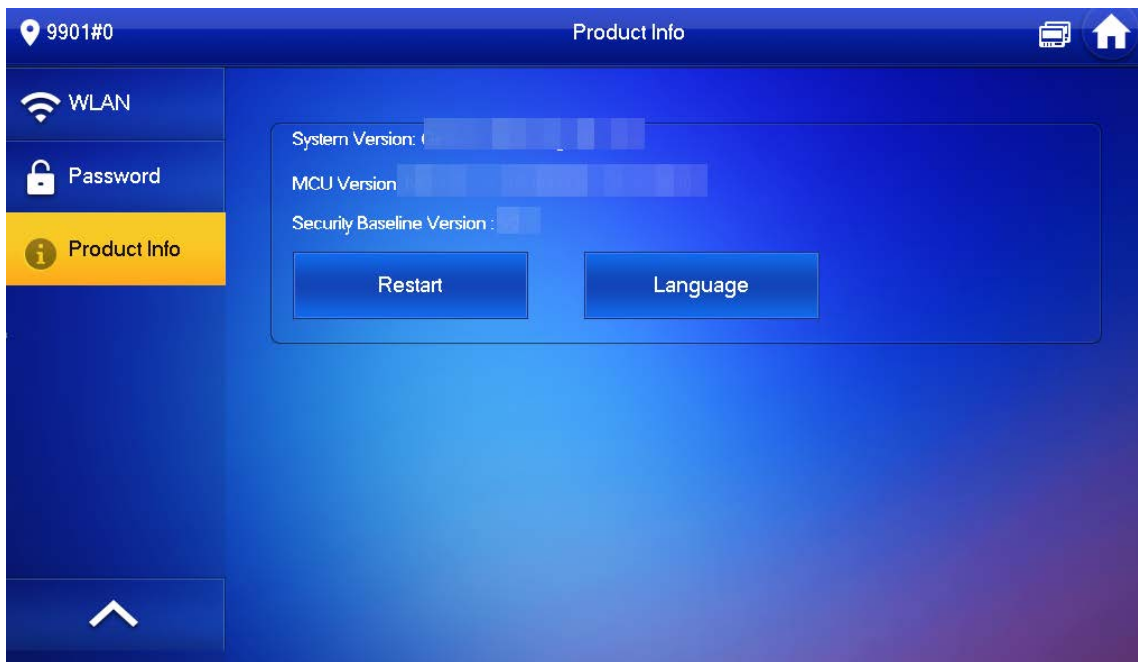 9901#0
Product Info
WLAN
Password
Product Info
System Version:
MCU Version
Security Baseline Version :
Restart
Language